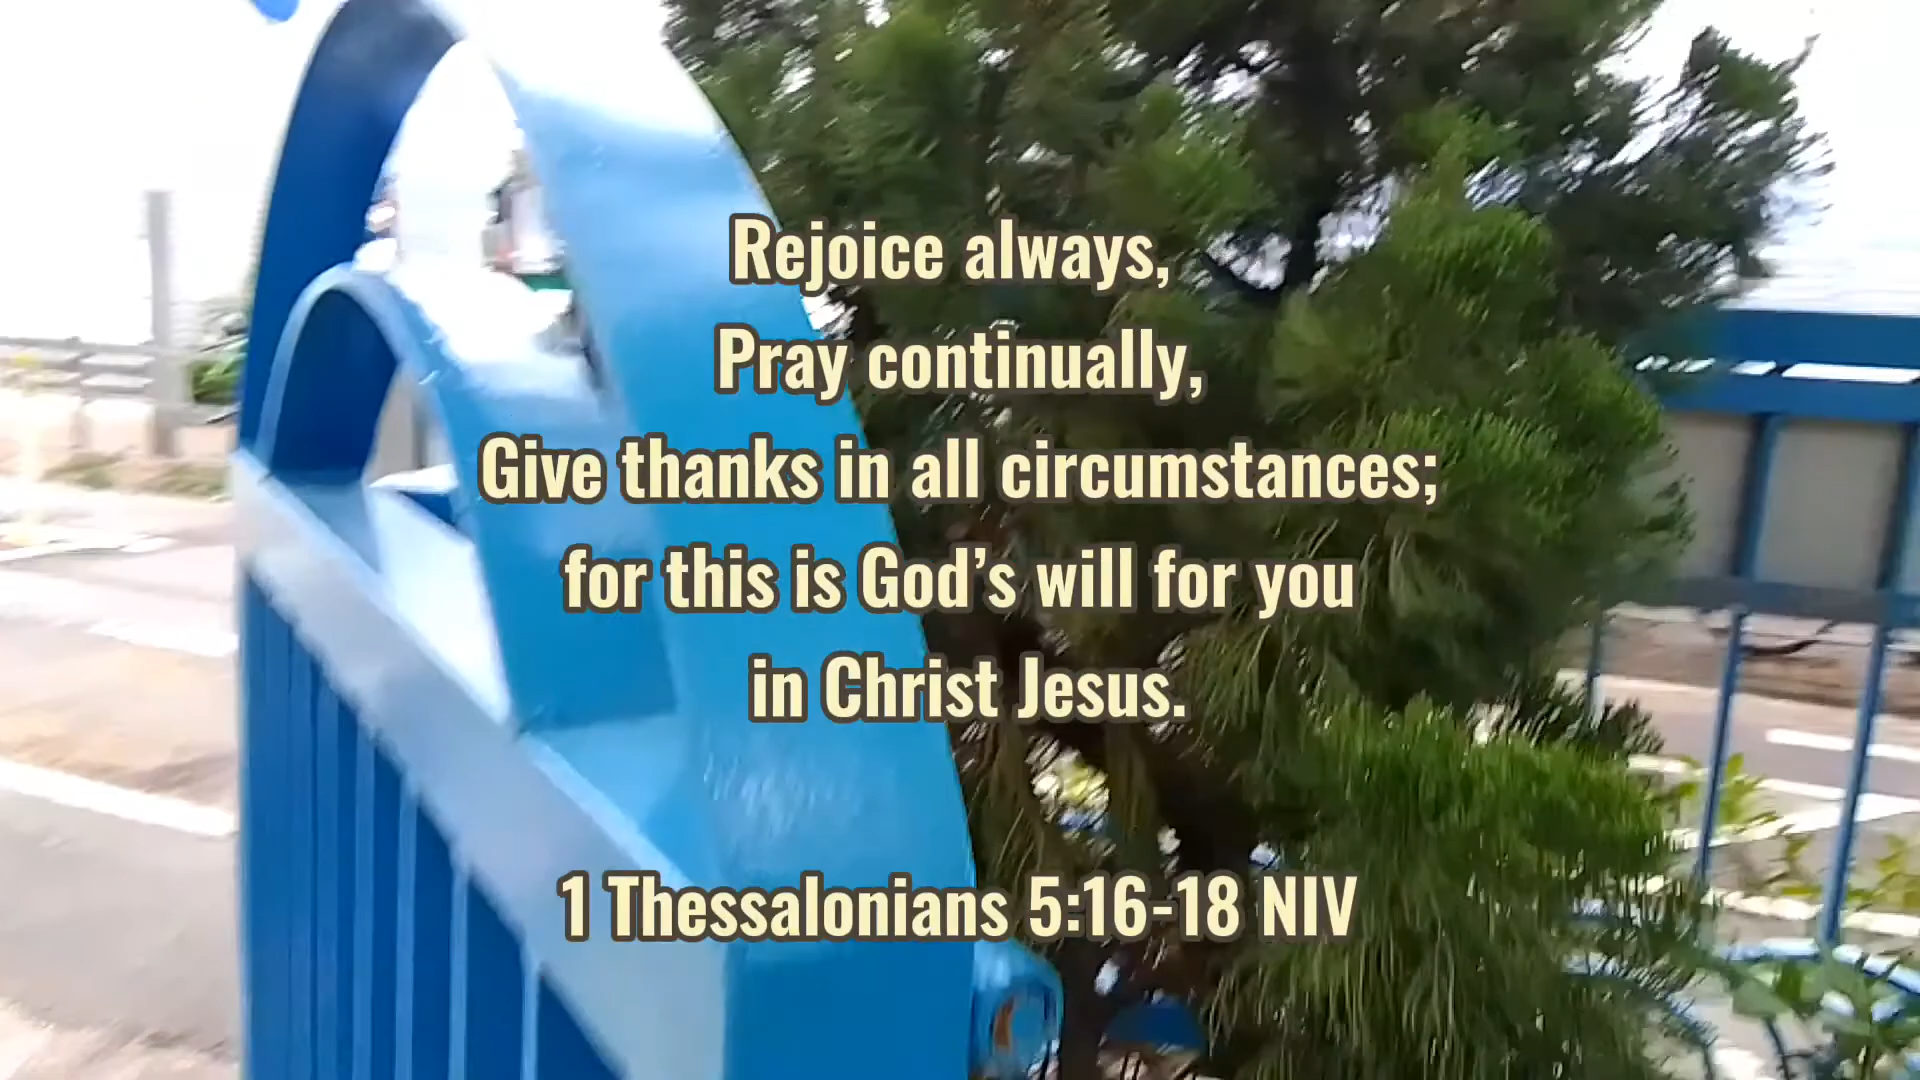 Rejoice always,
Pray continually,
Give thanks in all circumstances;
for this is God’s will for you
in Christ Jesus.
1 Thessalonians 5:16-18 NIV